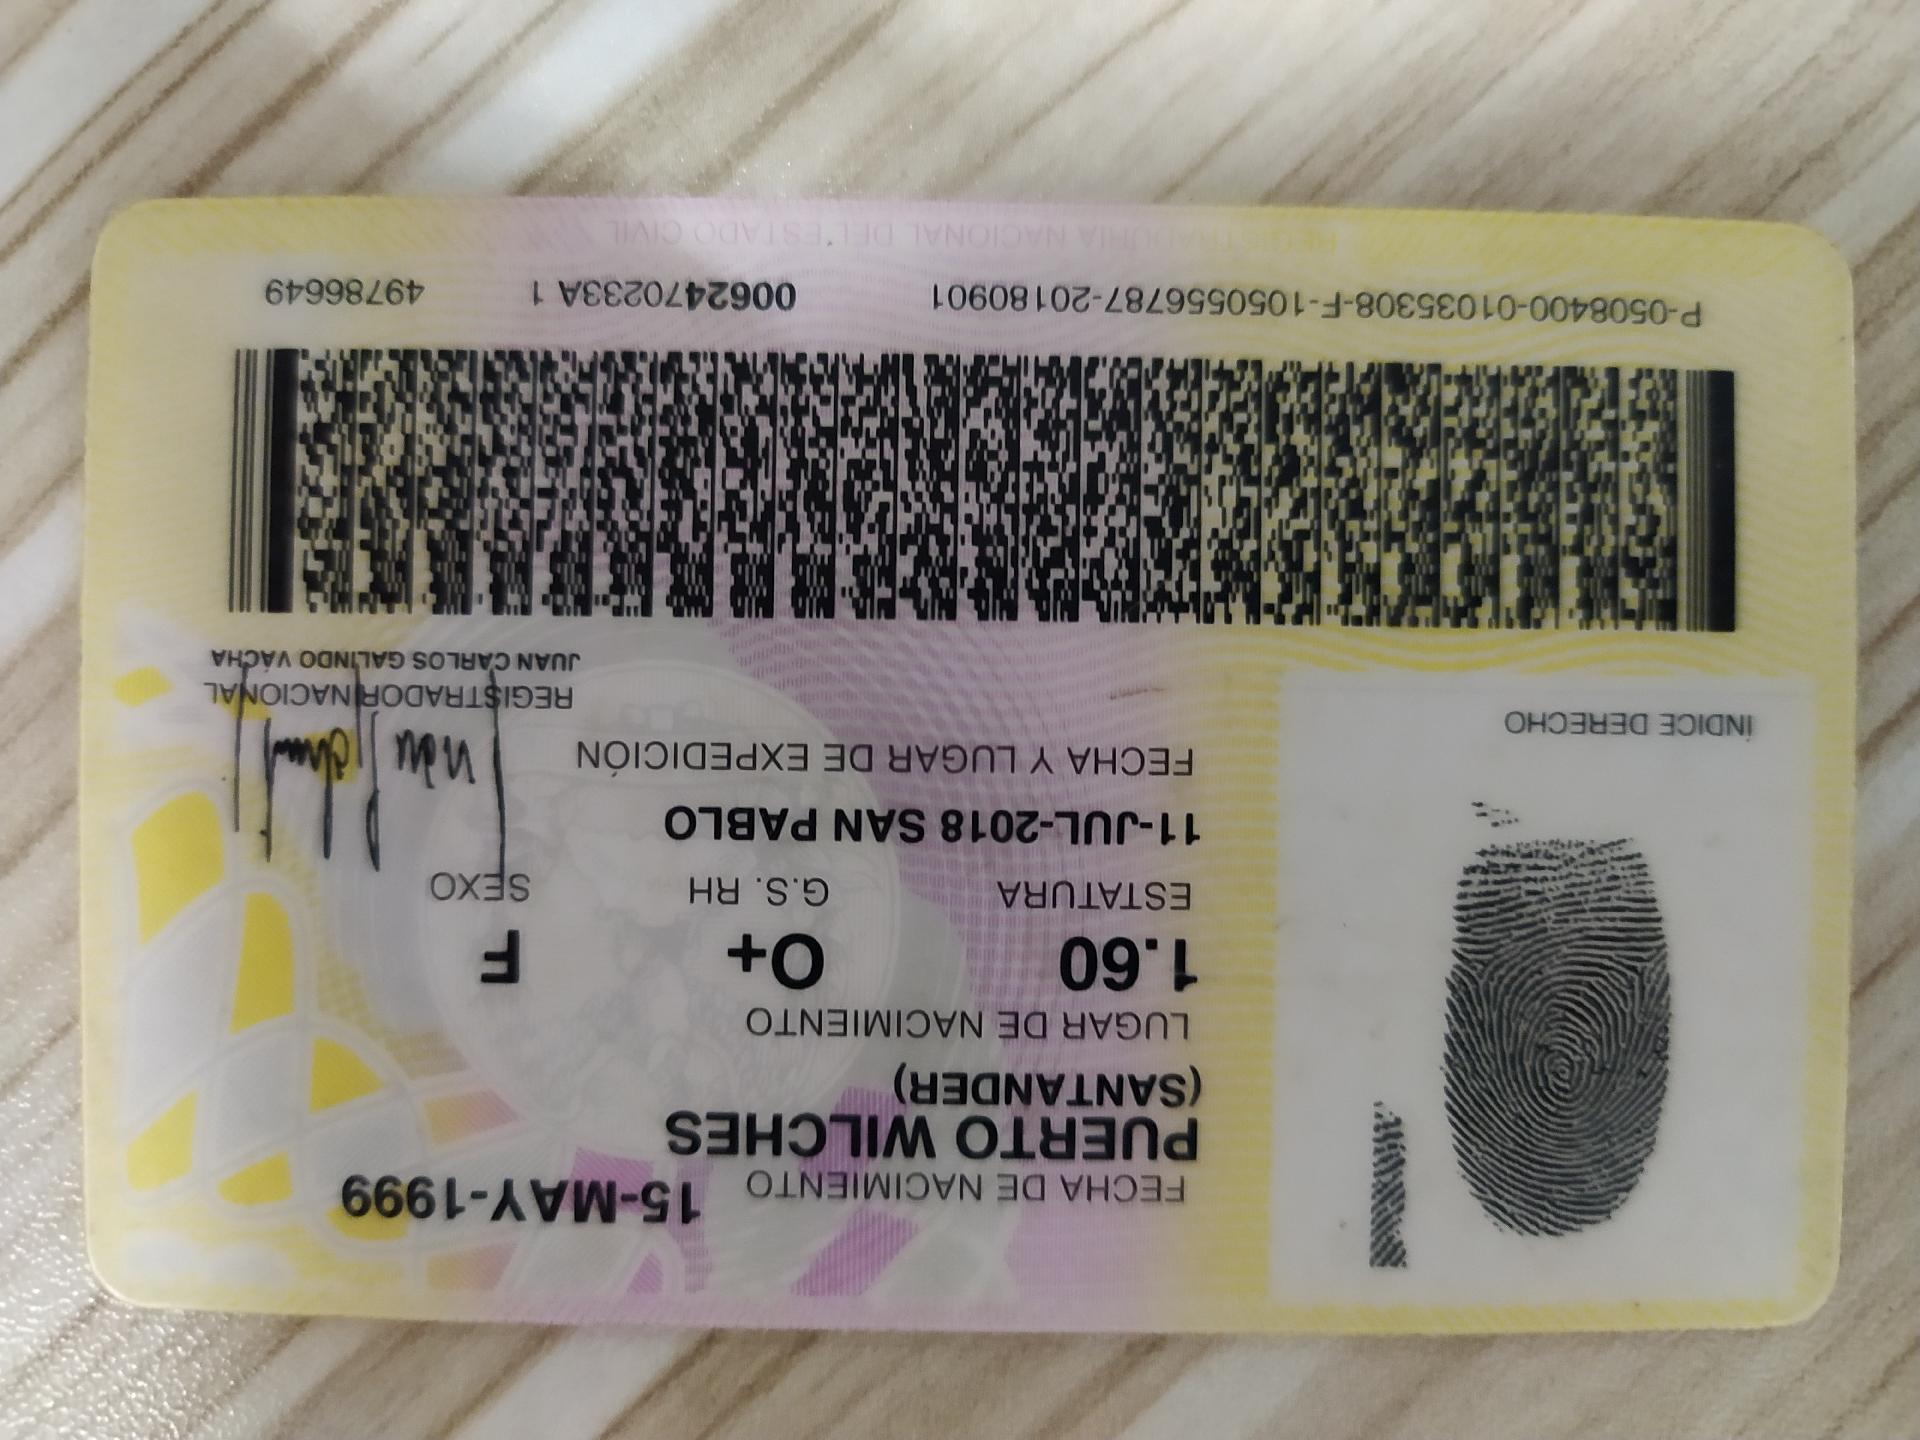 FECHA DE NACIMIENTO 15-MAY-1999
PUERTO WILCHES
(SANTANDER)
LUGAR DE NACIMIENTO
1.60 O+ F
ESTATURA G.S. RH SEXO
11-JUL-2018 SAN PABLO
FECHA Y LUGAR DE EXPEDICIÓN
ÍNDICE DERECHO
REGISTRADOR NACIONAL
JUAN CARLOS GALINDO VACHA
P-0508400-01035308-F-1050556787-20180901 0062470233A 1 49786649
REGISTRADURIA NACIONAL DEL ESTADO CIVIL